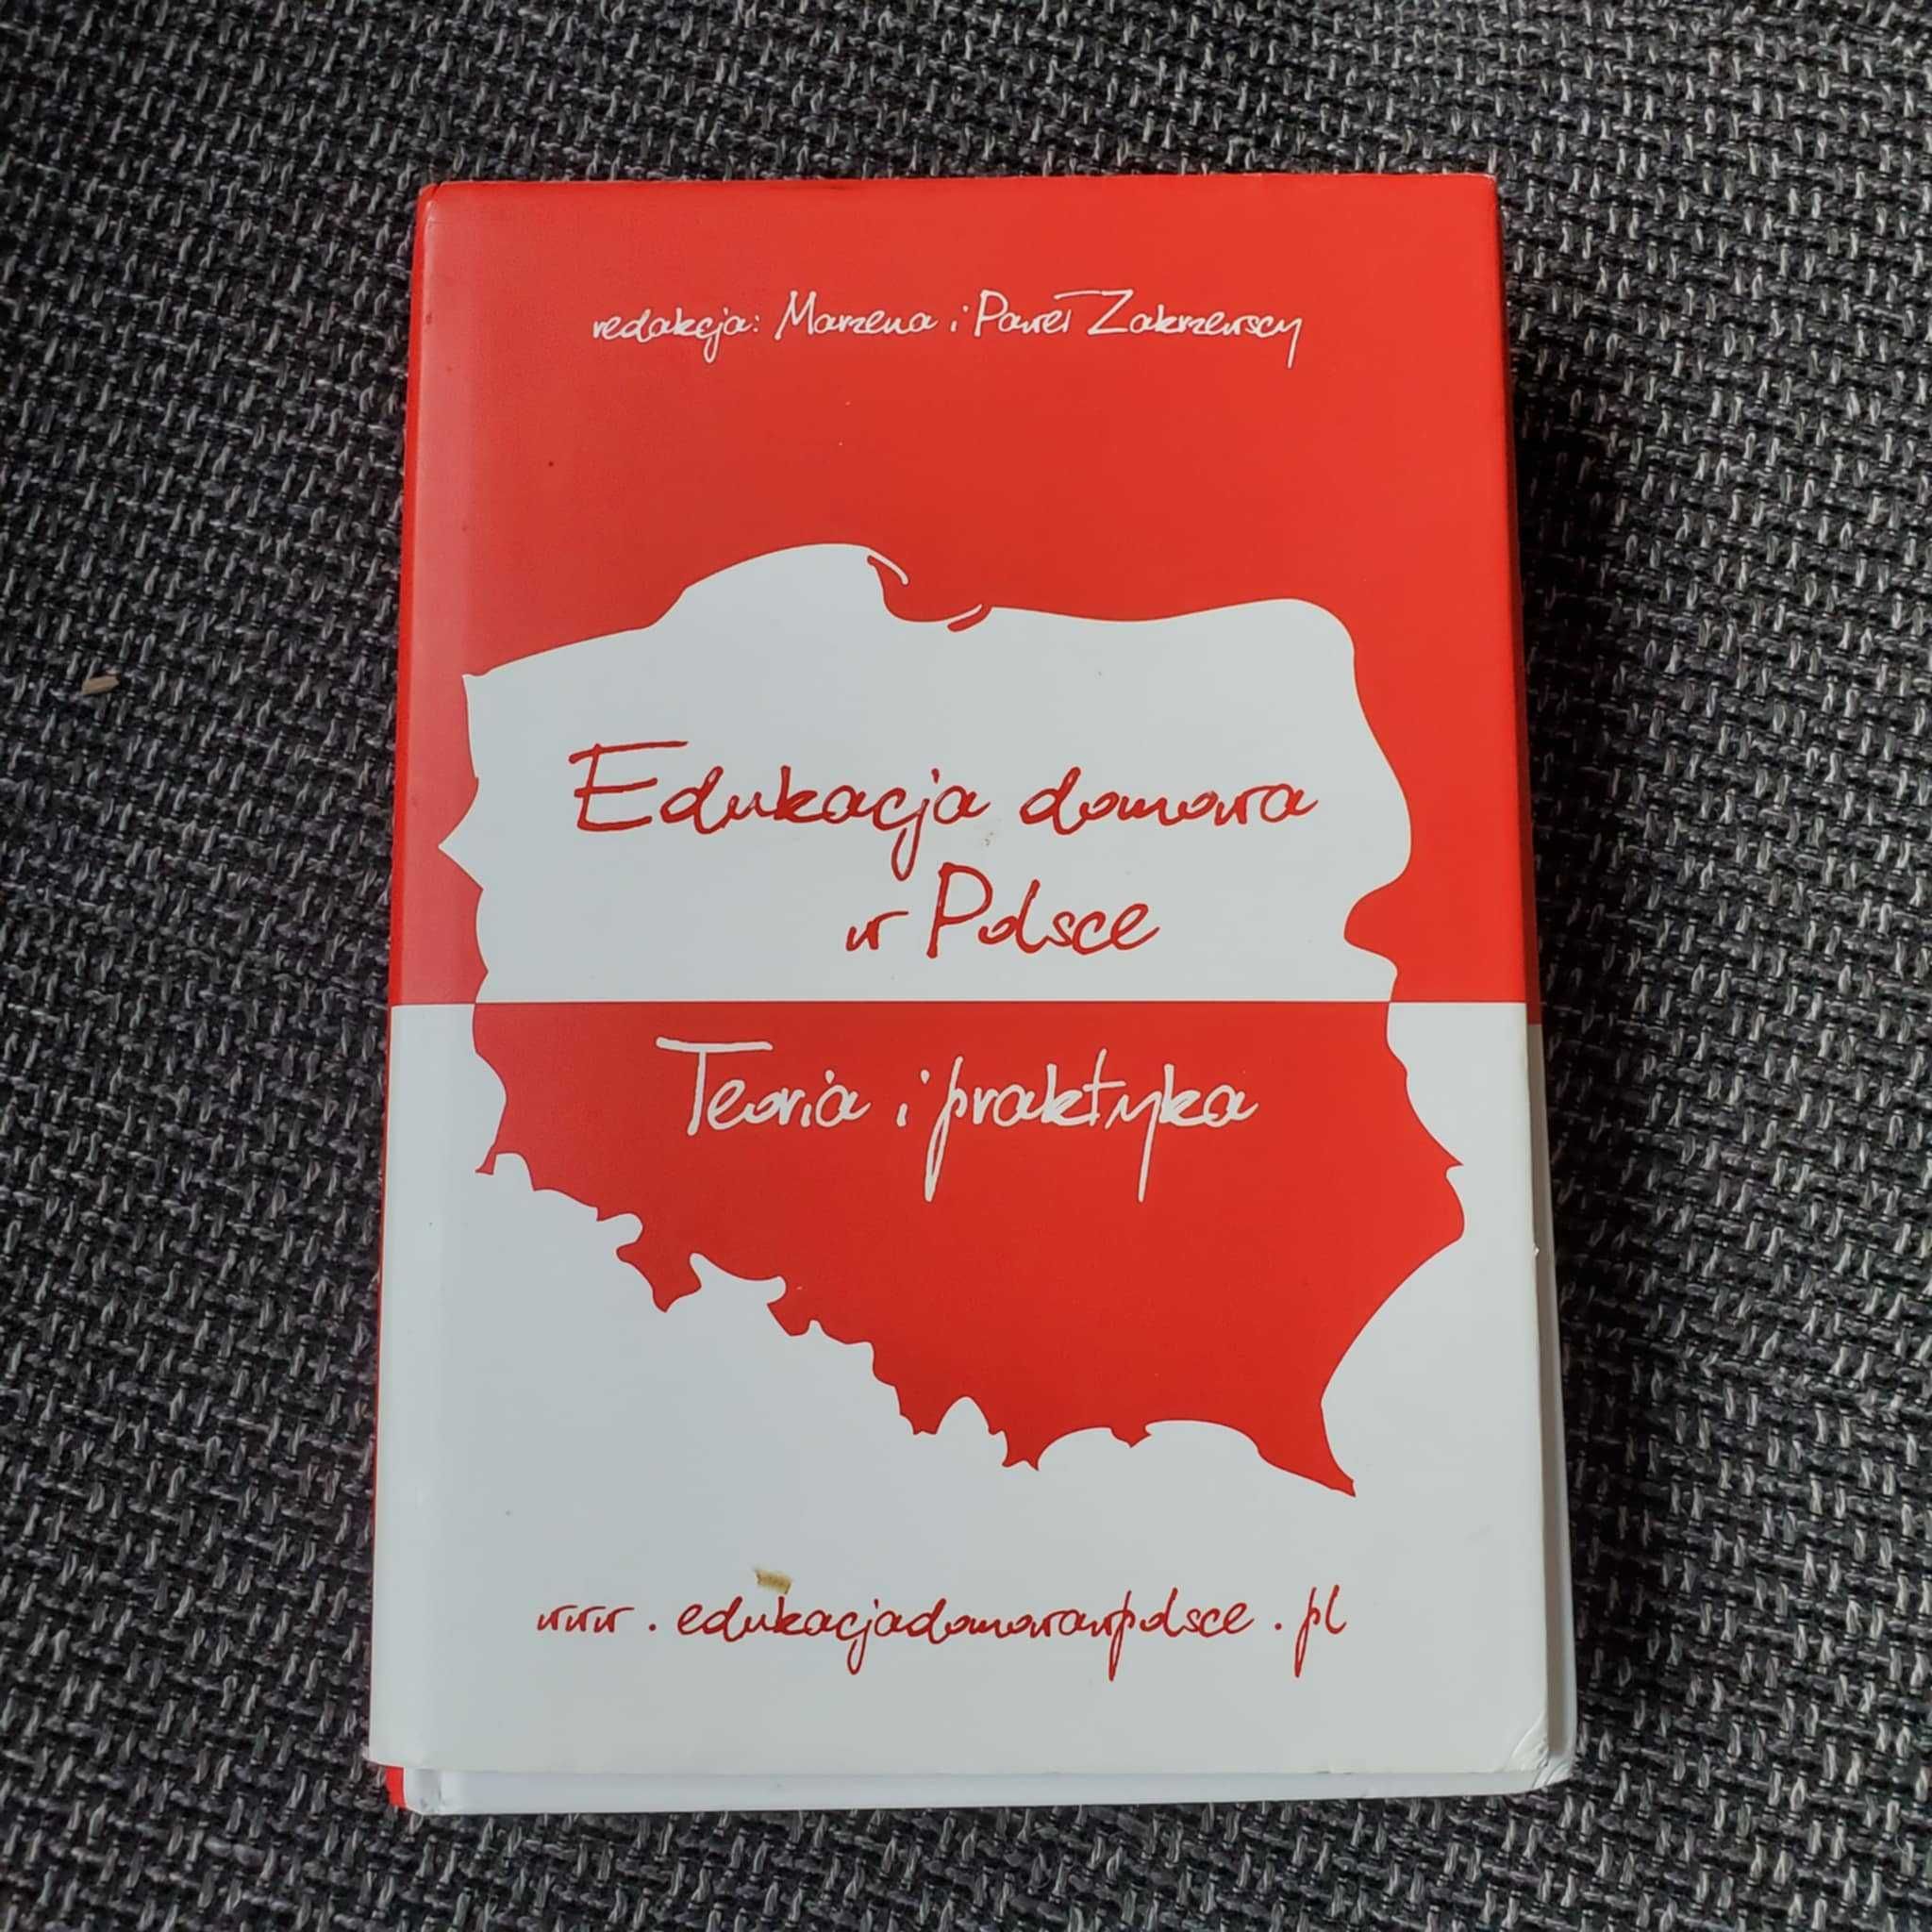 redakcja: Marzena i Paweł Zakrzewscy
Edukacja domowa
w Polsce
Teoria i praktyka
www.edukacjadomowawpolsce.pl